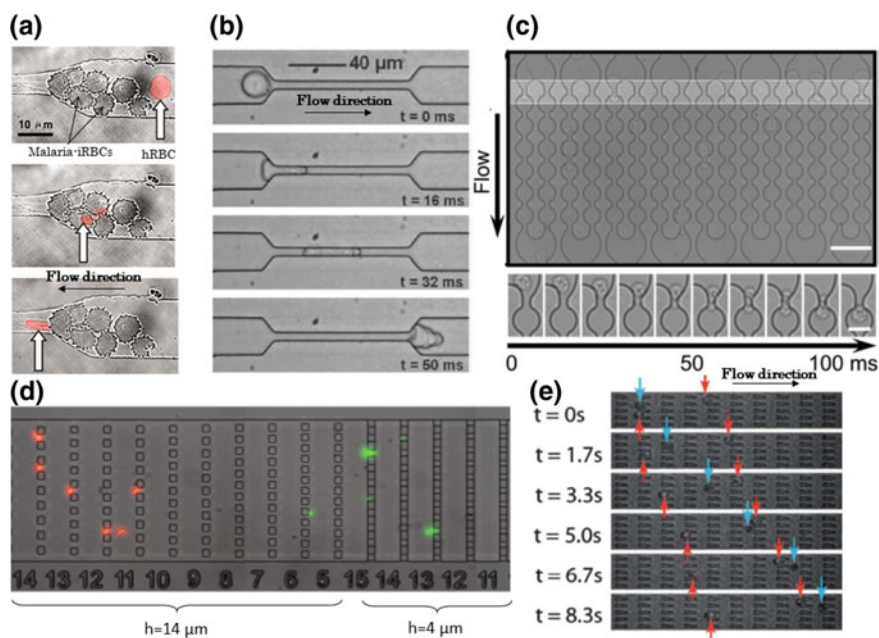 (a)
10 μm
Malaria-iRBCs
hRBC
Flow direction
(b)
40 μm
Flow direction
t = 0 ms
t = 16 ms
t = 32 ms
t = 50 ms
(c)
Flow
0 50 100 ms
(d)
14 13 12 11 10 9 8 7 6 5 15 14 13 12 11
h=14 μm h=4 μm
(e)
Flow direction
t = 0s
t = 1.7s
t = 3.3s
t = 5.0s
t = 6.7s
t = 8.3s